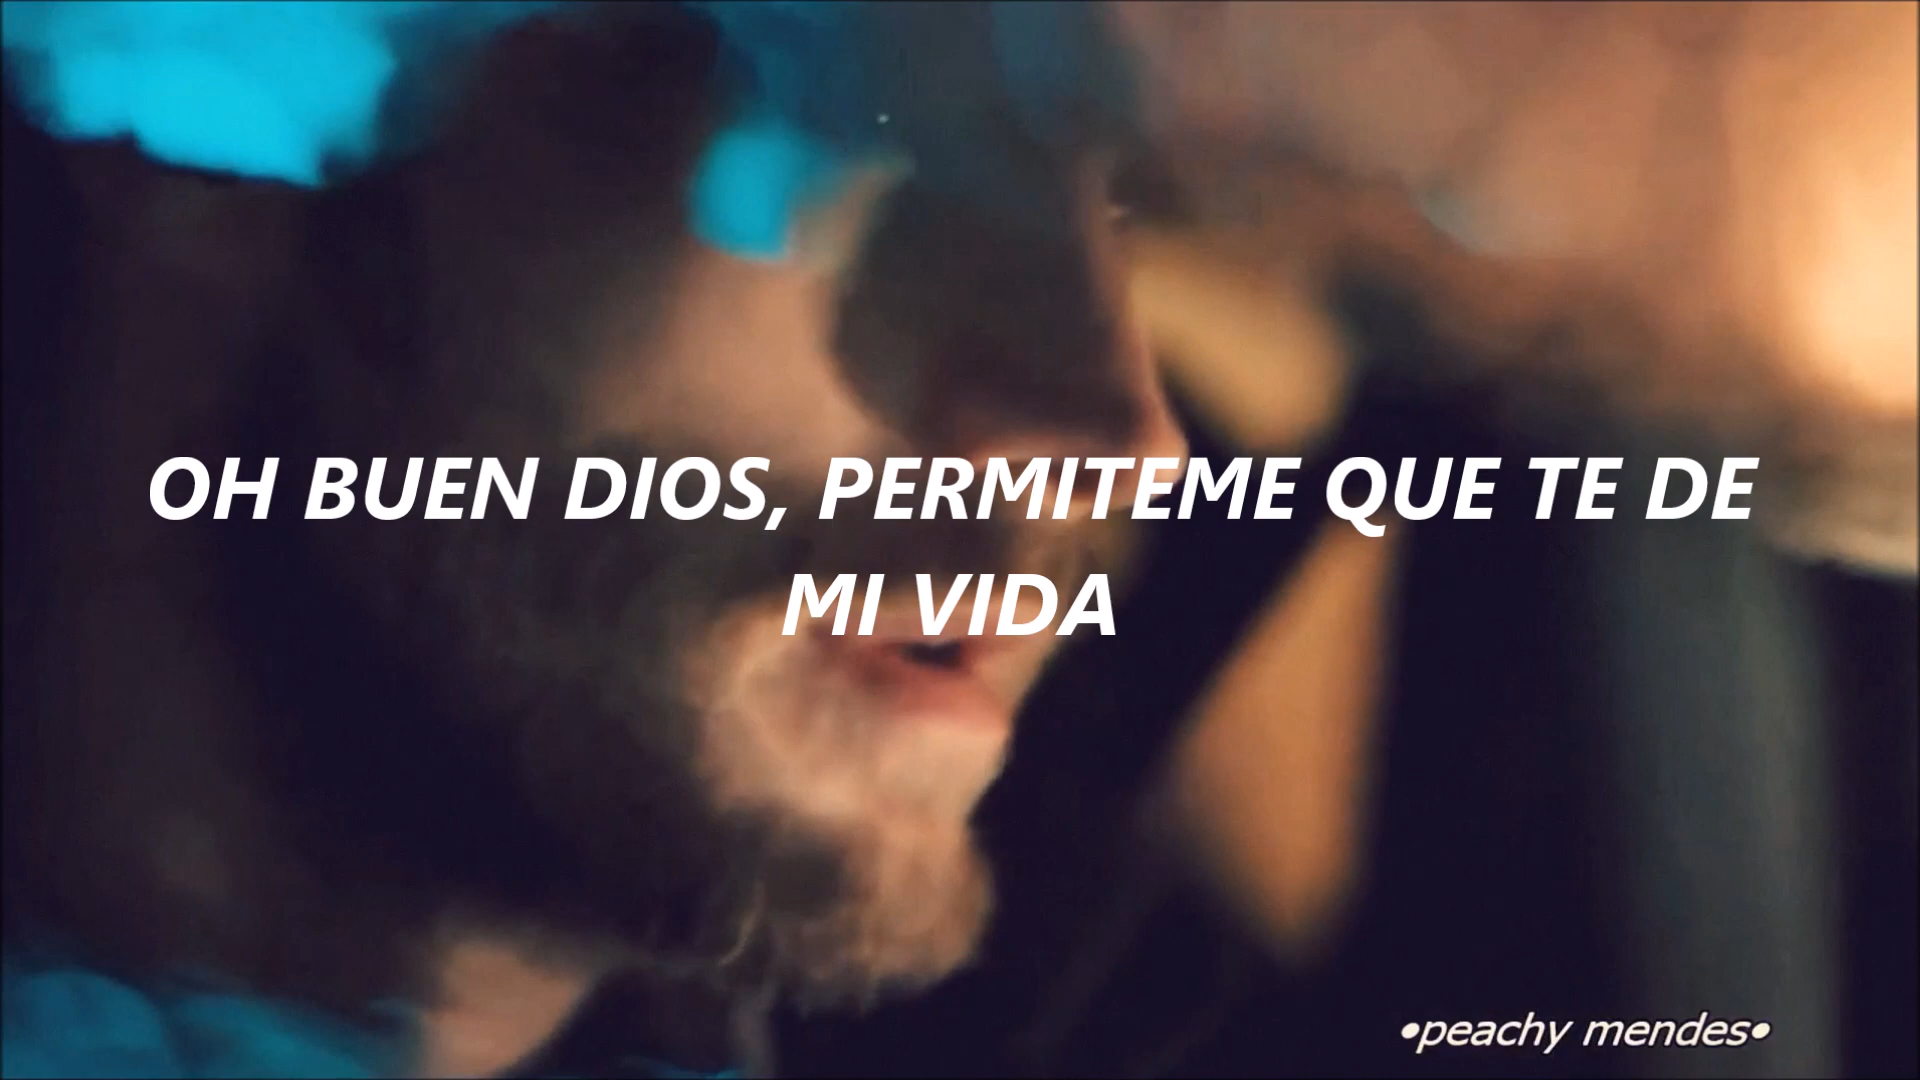 OH BUEN DIOS, PERMITEME QUE TE DE
MI VIDA
•peachy mendes•